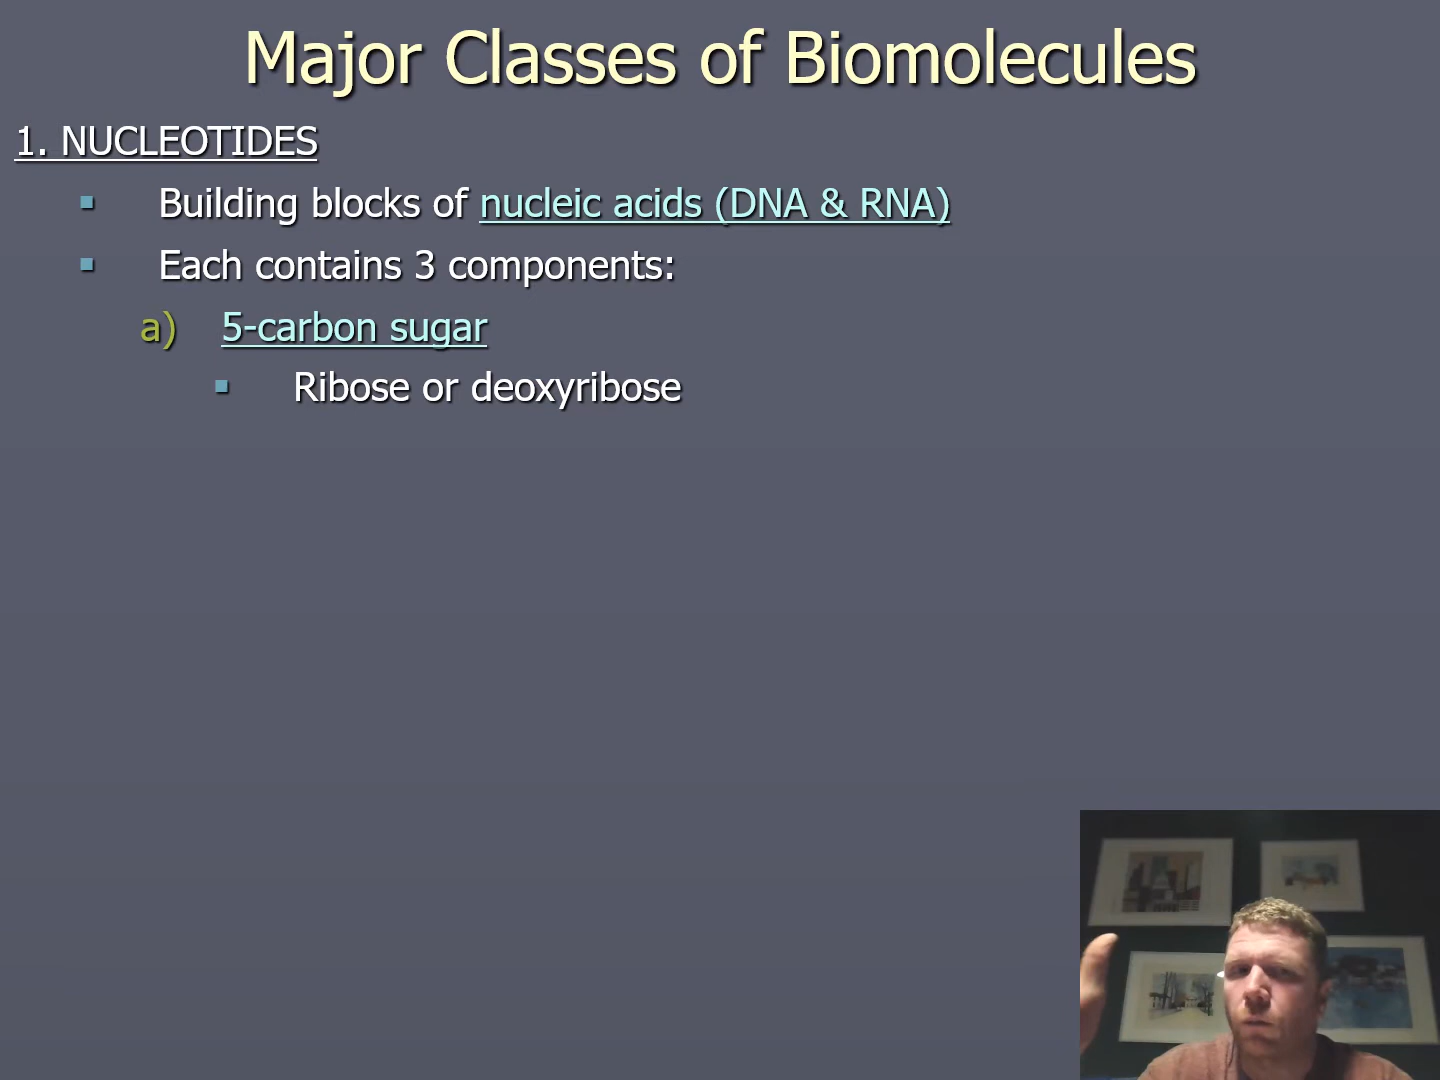 Major Classes of Biomolecules
1. NUCLEOTIDES
Building blocks of nucleic acids (DNA & RNA)
Each contains 3 components:
a) 5-carbon sugar
Ribose or deoxyribose